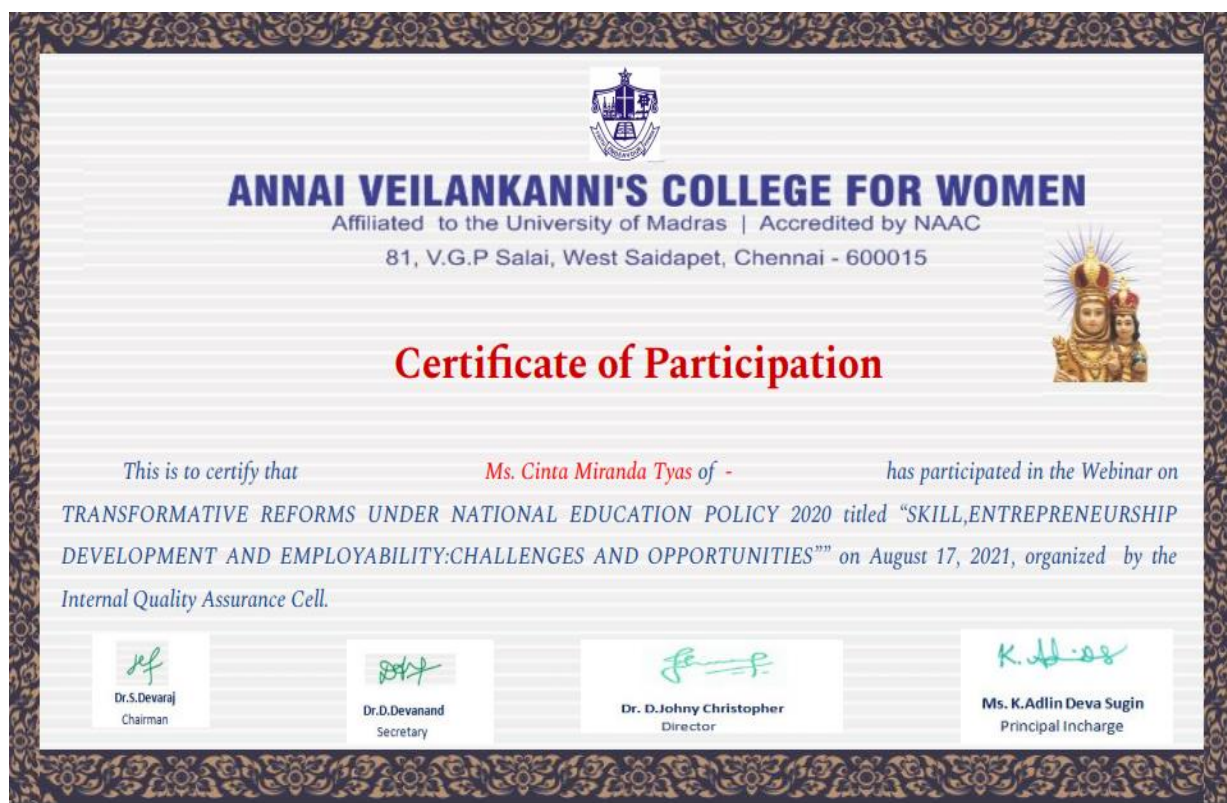 ENDEAVOUR
ANNAI VEILANKANNI'S COLLEGE FOR WOMEN
Affiliated to the University of Madras | Accredited by NAAC
81, V.G.P Salai, West Saidapet, Chennai - 600015
Certificate of Participation
This is to certify that Ms. Cinta Miranda Tyas of - has participated in the Webinar on
TRANSFORMATIVE REFORMS UNDER NATIONAL EDUCATION POLICY 2020 titled “SKILL,ENTREPRENEURSHIP
DEVELOPMENT AND EMPLOYABILITY:CHALLENGES AND OPPORTUNITIES”” on August 17, 2021, organized by the
Internal Quality Assurance Cell.
K. Adlin
Dr.S.Devaraj
Chairman
Dr.D.Devanand
Secretary
Dr. D.Johny Christopher
Director
Ms. K.Adlin Deva Sugin
Principal Incharge